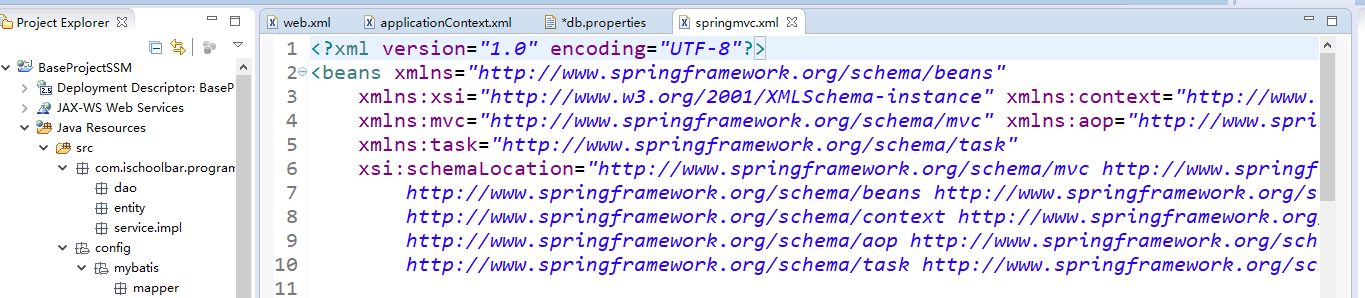 Project Explorer
web.xml
applicationContext.xml
*db.properties
springmvc.xml
BaseProjectSSM
Deployment Descriptor: BaseP
JAX-WS Web Services
Java Resources
src
com.ischoolbar.program
dao
entity
service.impl
config
mybatis
mapper
1 <?xml version="1.0" encoding="UTF-8"?>
2 <beans xmlns="http://www.springframework.org/schema/beans"
3 xmlns:xsi="http://www.w3.org/2001/XMLSchema-instance" xmlns:context="http://www.
4 xmlns:mvc="http://www.springframework.org/schema/mvc" xmlns:aop="http://www.spri
5 xmlns:task="http://www.springframework.org/schema/task"
6 xsi:schemaLocation="http://www.springframework.org/schema/mvc http://www.springf
7 http://www.springframework.org/schema/beans http://www.springframework.org/s
8 http://www.springframework.org/schema/context http://www.springframework.org
9 http://www.springframework.org/schema/aop http://www.springframework.org/sch
10 http://www.springframework.org/schema/task http://www.springframework.org/sc
11